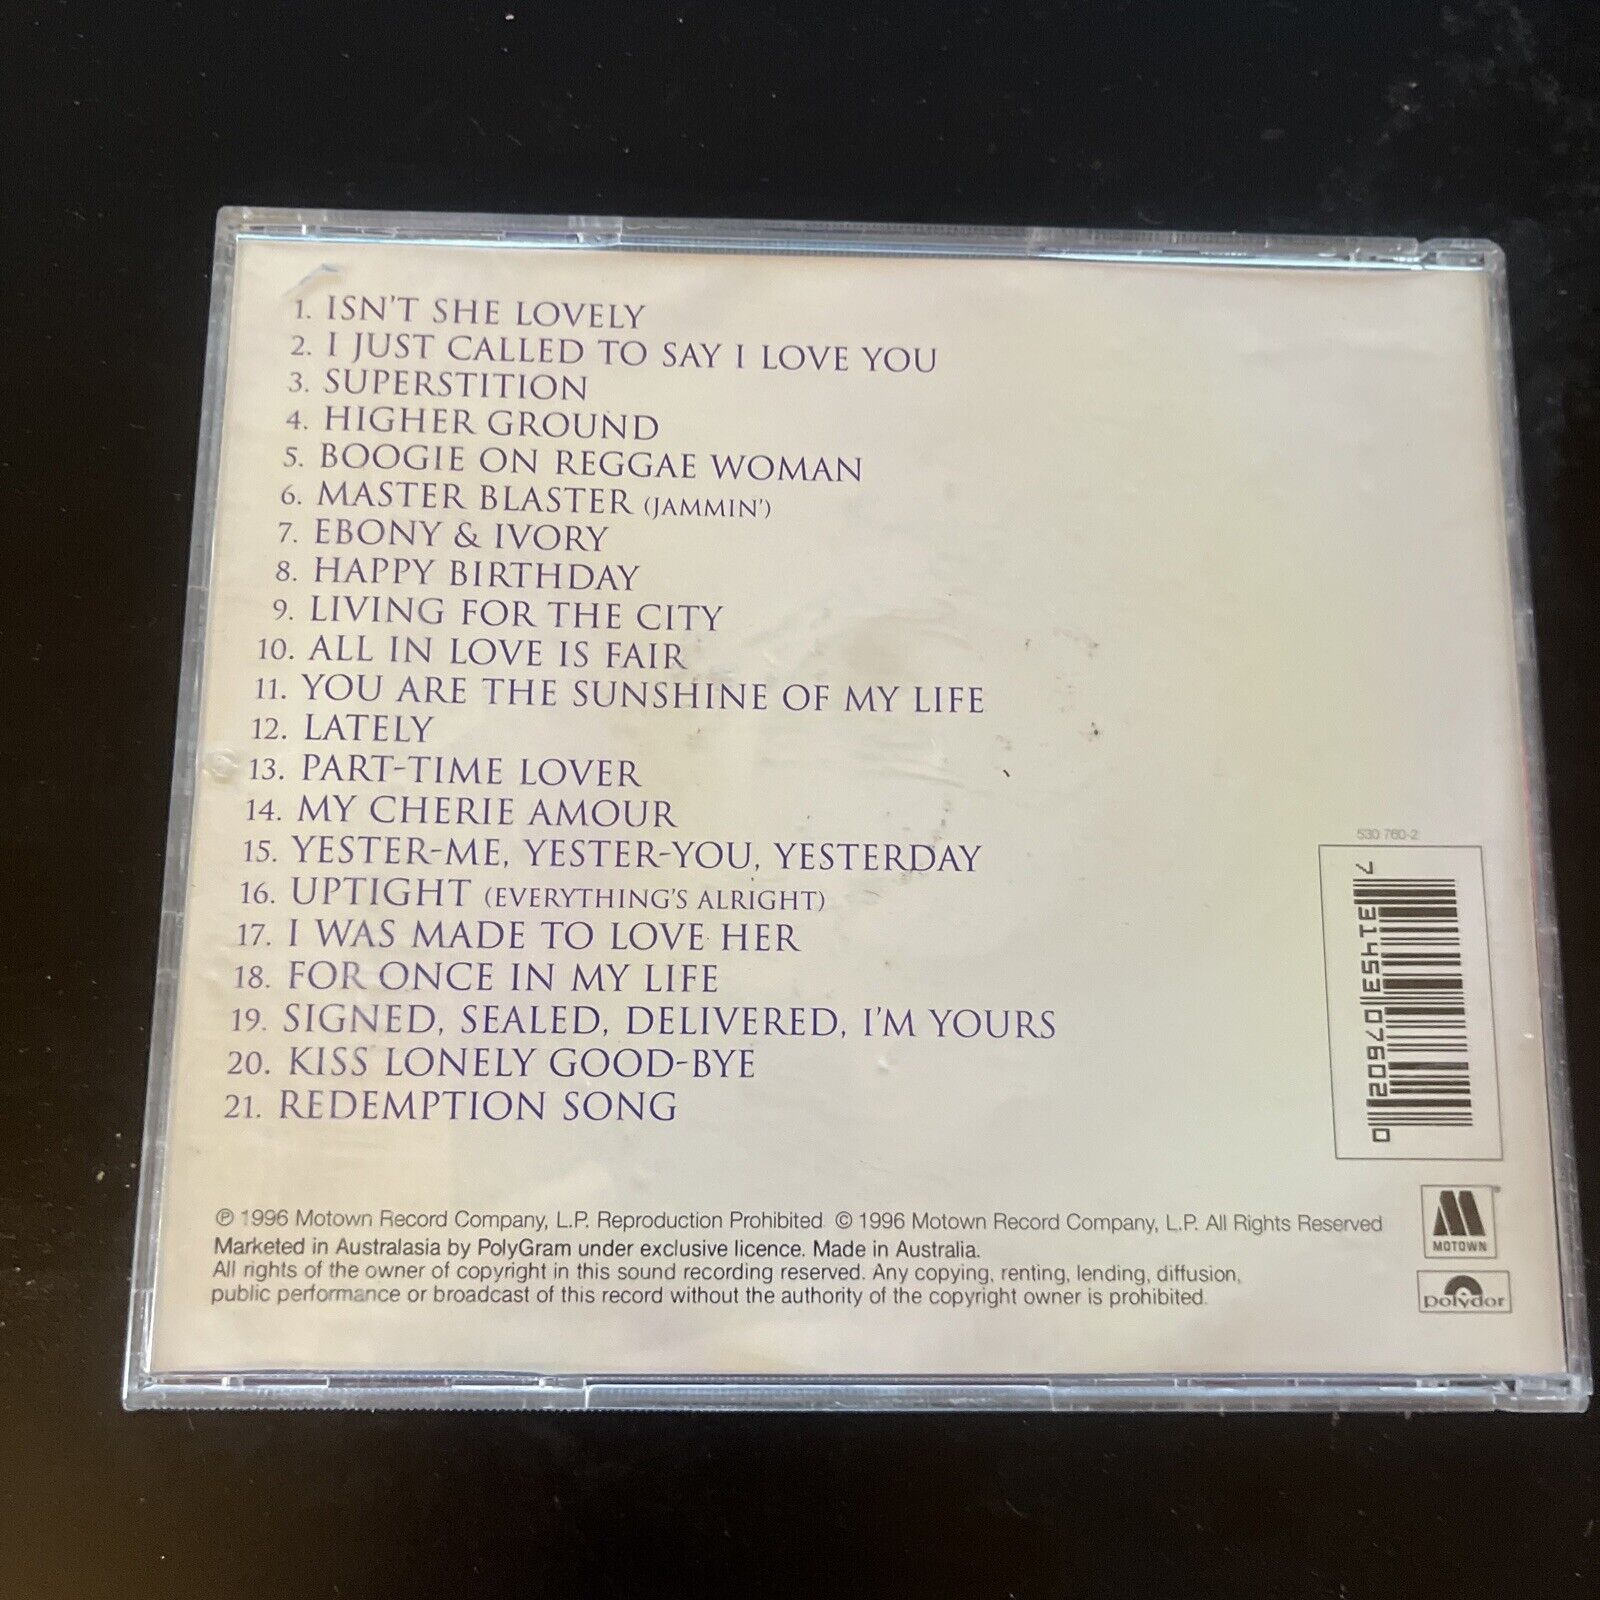 1. ISN'T SHE LOVELY
2. I JUST CALLED TO SAY I LOVE YOU
3. SUPERSTITION
4. HIGHER GROUND
5. BOOGIE ON REGGAE WOMAN
6. MASTER BLASTER (JAMMIN')
7. EBONY & IVORY
8. HAPPY BIRTHDAY
9. LIVING FOR THE CITY
10. ALL IN LOVE IS FAIR
11. YOU ARE THE SUNSHINE OF MY LIFE
12. LATELY
13. PART-TIME LOVER
14. MY CHERIE AMOUR
15. YESTER-ME, YESTER-YOU, YESTERDAY
16. UPTIGHT (EVERYTHING'S ALRIGHT)
17. I WAS MADE TO LOVE HER
18. FOR ONCE IN MY LIFE
19. SIGNED, SEALED, DELIVERED, I'M YOURS
20. KISS LONELY GOOD-BYE
21. REDEMPTION SONG
530 760-2
7 31453 07602 0
℗ 1996 Motown Record Company, L.P. Reproduction Prohibited. © 1996 Motown Record Company, L.P. All Rights Reserved
Marketed in Australasia by PolyGram under exclusive licence. Made in Australia.
All rights of the owner of copyright in this sound recording reserved. Any copying, renting, lending, diffusion,
public performance or broadcast of this record without the authority of the copyright owner is prohibited.
M®
MOTOWN
polydor